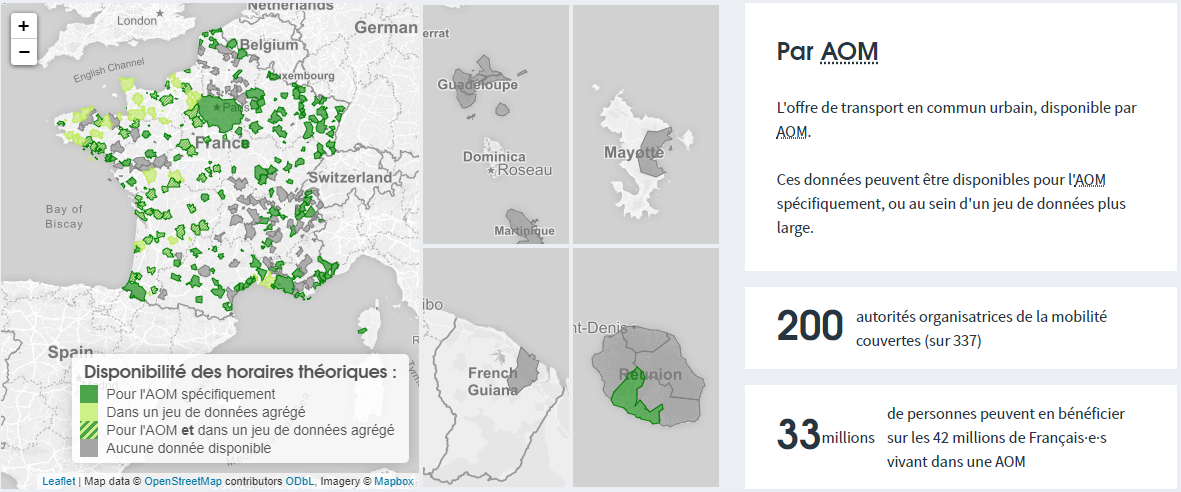 +
−
London
Netherlands
Belgium
German
English Channel
Luxembourg
Paris
France
Switzerland
Bay of
Biscay
Spain
Disponibilité des horaires théoriques :
Pour l'AOM spécifiquement
Dans un jeu de données agrégé
Pour l'AOM et dans un jeu de données agrégé
Aucune donnée disponible
Leaflet | Map data © OpenStreetMap contributors ODbL, Imagery © Mapbox
errat
Guadeloupe
Dominica
Roseau
Martinique
Mayotte
ibo
French
Guiana
nt-Denis
Réunion
Par AOM
L'offre de transport en commun urbain, disponible par
AOM.
Ces données peuvent être disponibles pour l'AOM
spécifiquement, ou au sein d'un jeu de données plus
large.
200 autorités organisatrices de la mobilité
couvertes (sur 337)
33 millions
de personnes peuvent en bénéficier
sur les 42 millions de Français·e·s
vivant dans une AOM